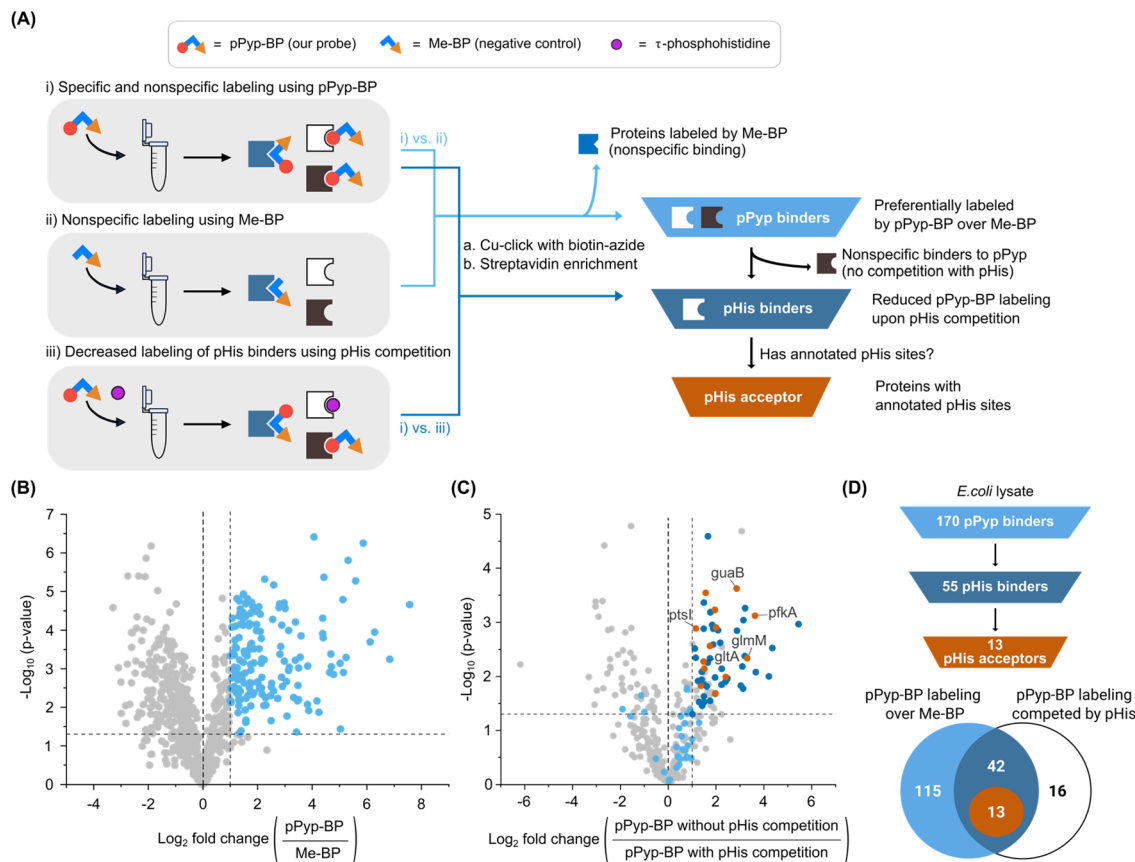 (A)
= pPyp-BP (our probe)
= Me-BP (negative control)
= τ-phosphohistidine
i) Specific and nonspecific labeling using pPyp-BP
i) vs. ii)
Proteins labeled by Me-BP
(nonspecific binding)
ii) Nonspecific labeling using Me-BP
a. Cu-click with biotin-azide
b. Streptavidin enrichment
pPyp binders
Preferentially labeled
by pPyp-BP over Me-BP
Nonspecific binders to pPyp
(no competition with pHis)
pHis binders
Reduced pPyp-BP labeling
upon pHis competition
iii) Decreased labeling of pHis binders using pHis competition
i) vs. iii)
Has annotated pHis sites?
pHis acceptor
Proteins with
annotated pHis sites
(B)
7
6
5
4
3
2
1
0
-Log10 (p-value)
-4
-2
0
2
4
6
8
Log2 fold change
pPyp-BP
Me-BP
(C)
5
4
3
2
1
0
-Log10 (p-value)
guaB
ptsI
pfkA
glmM
gltA
-6
-4
-2
0
2
4
6
Log2 fold change
pPyp-BP without pHis competition
pPyp-BP with pHis competition
(D)
E.coli lysate
170 pPyp binders
55 pHis binders
13
pHis acceptors
pPyp-BP labeling
over Me-BP
pPyp-BP labeling
competed by pHis
115
42
13
16